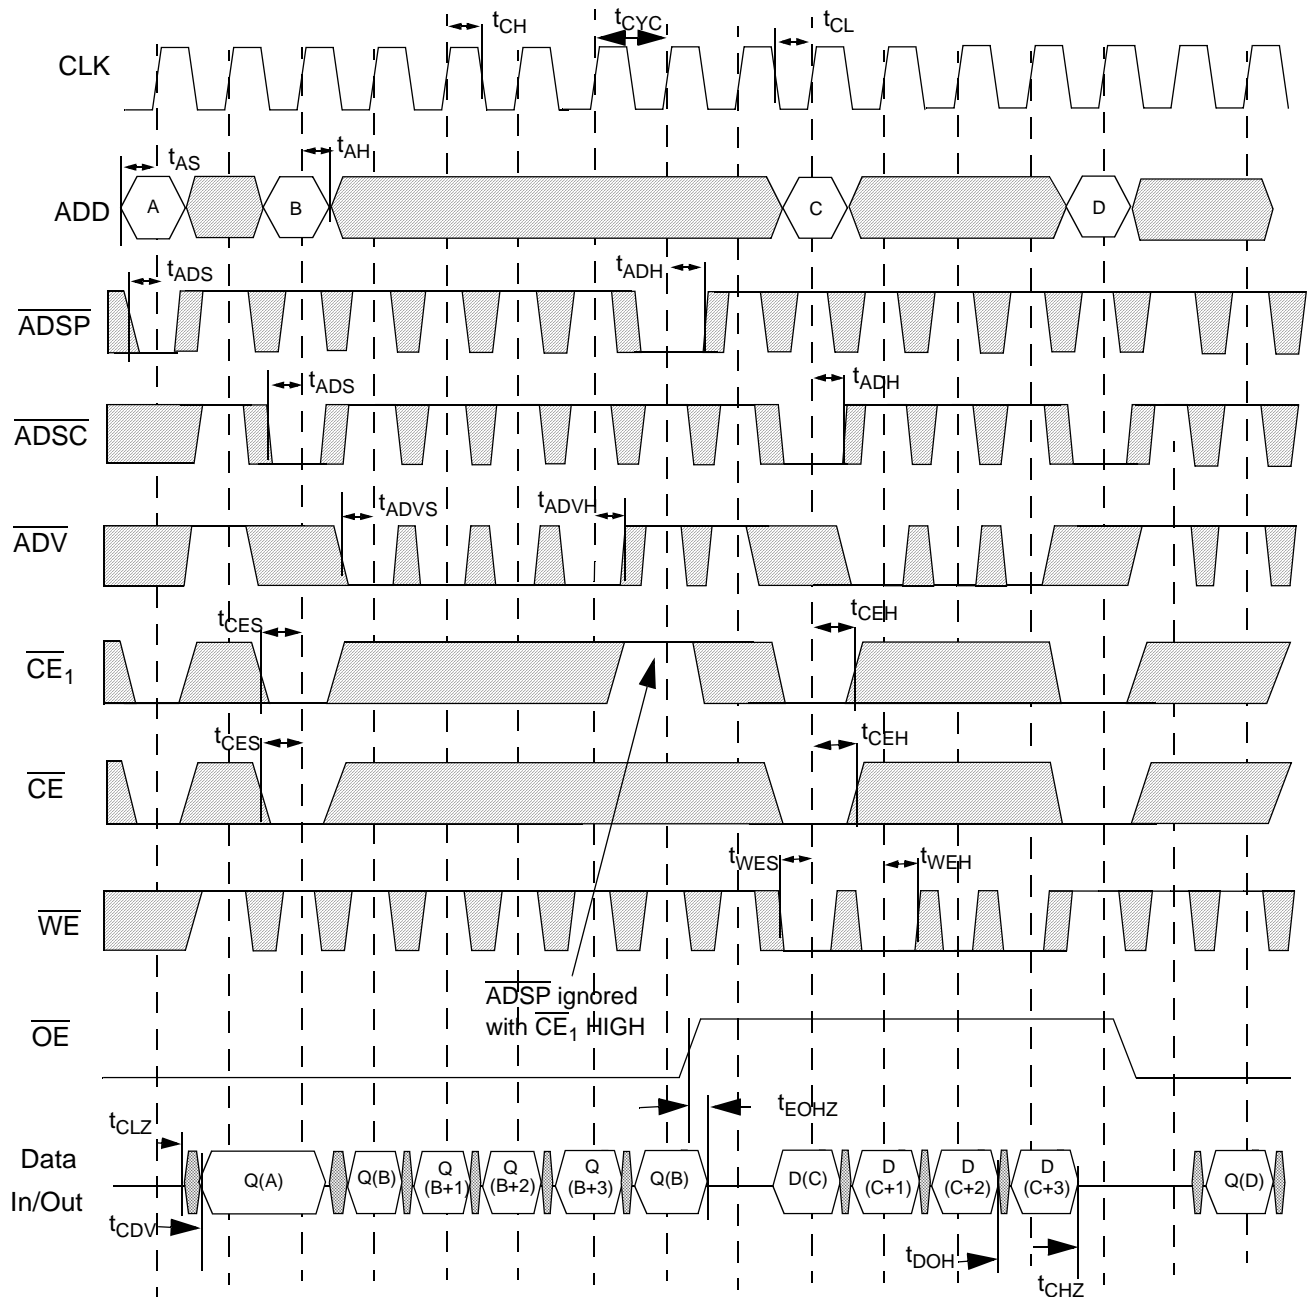 tCH
tCYC
tCL
CLK
tAS
tAH
ADD
A
B
C
D
tADS
tADH
ADSP
tADS
tADH
ADSC
tADVS
tADVH
ADV
tCES
tCEH
CE1
tCES
tCEH
CE
tWES
tWEH
WE
ADSP ignored
with CE1 HIGH
OE
tEOHZ
tCLZ
Data
In/Out
Q(A)
Q(B)
Q
(B+1)
Q
(B+2)
Q
(B+3)
Q(B)
D(C)
D
(C+1)
D
(C+2)
D
(C+3)
Q(D)
tCDV
tDOH
tCHZ